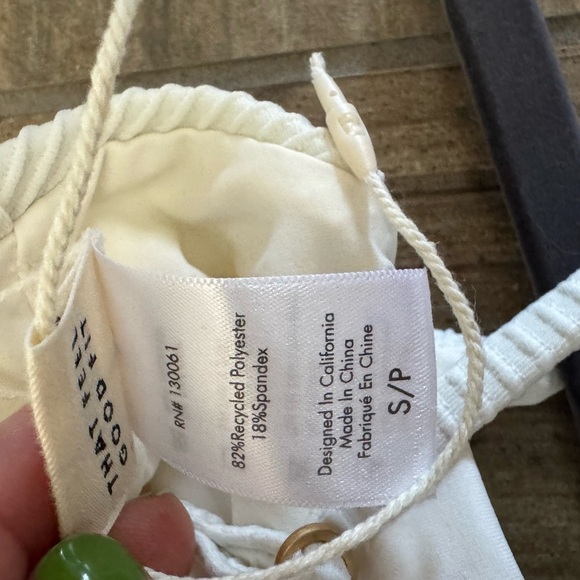 THAT FEEL
GOOD FIT
RN# 130061
82%Recycled Polyester
18%Spandex
Designed In California
Made In China
Fabriqué En Chine
S/P